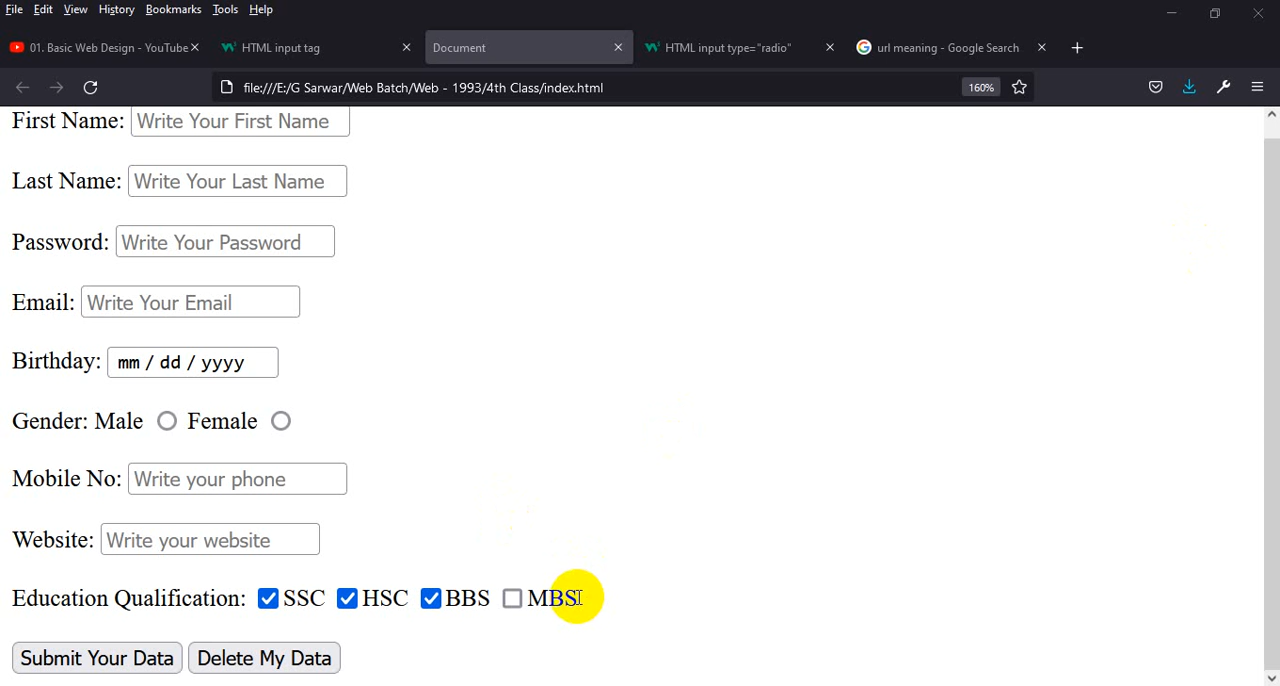 File Edit View History Bookmarks Tools Help
01. Basic Web Design - YouTube HTML input tag Document HTML input type="radio" url meaning - Google Search
file:///E:/G Sarwar/Web Batch/Web - 1993/4th Class/index.html 160%
First Name: Write Your First Name
Last Name: Write Your Last Name
Password: Write Your Password
Email: Write Your Email
Birthday: mm / dd / yyyy
Gender: Male Female
Mobile No: Write your phone
Website: Write your website
Education Qualification: SSC HSC BBS MBS
Submit Your Data Delete My Data